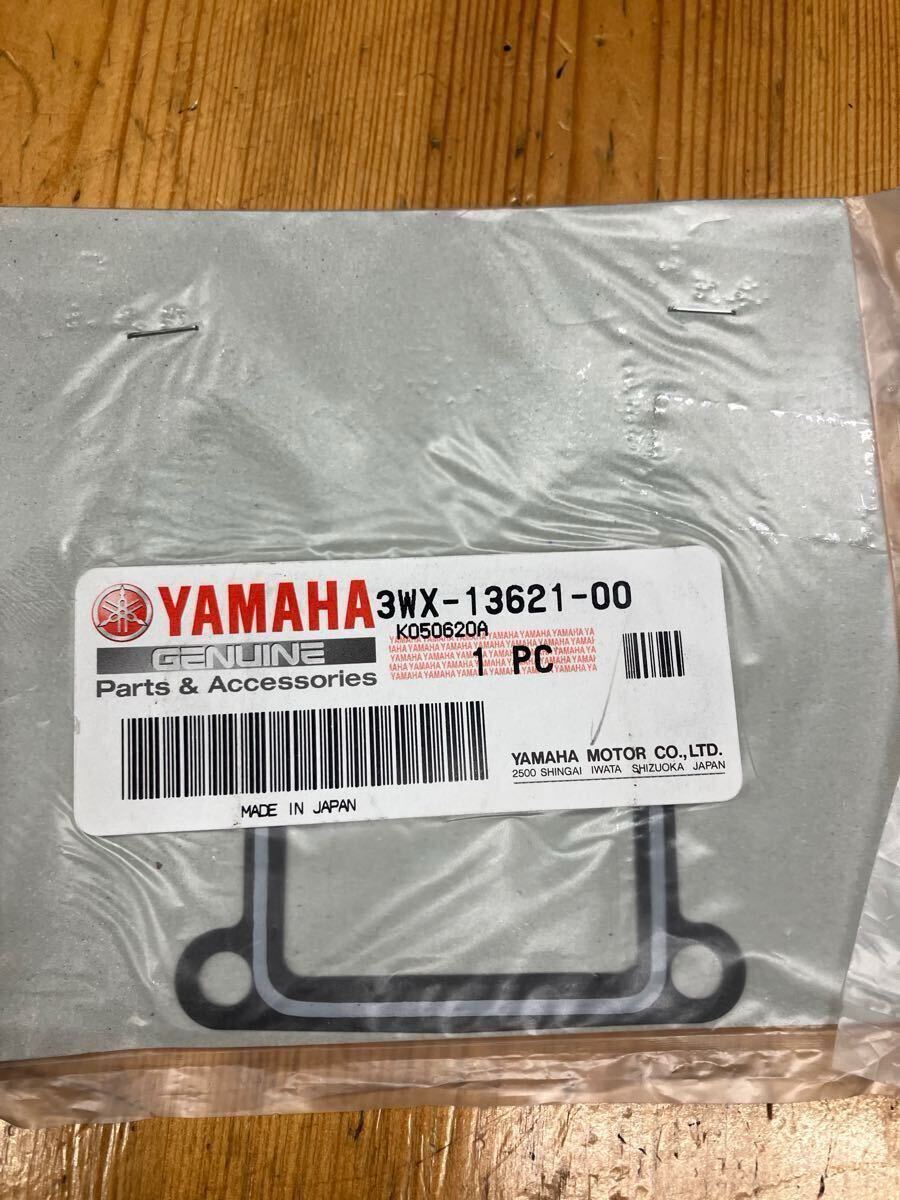 YAMAHA 3WX-13621-00
K050620A
GENUINE 1 PC
Parts & Accessories
YAMAHA MOTOR CO.,LTD.
2500 SHINGAI IWATA SHIZUOKA JAPAN
MADE IN JAPAN